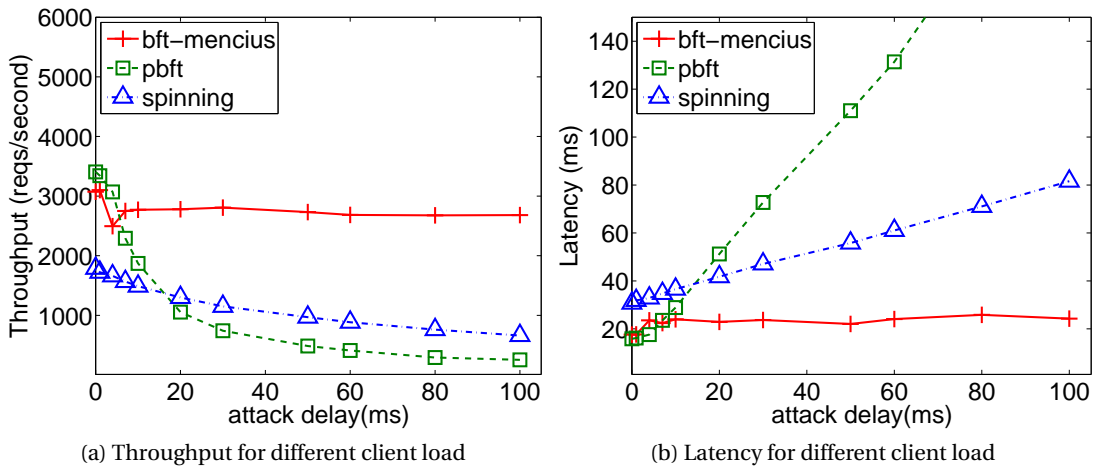 6000
5000
4000
3000
2000
1000
Throughput (reqs/second)
bft−mencius
pbft
spinning
0 20 40 60 80 100
attack delay(ms)
(a) Throughput for different client load
140
120
100
80
60
40
20
Latency (ms)
bft−mencius
pbft
spinning
0 20 40 60 80 100
attack delay(ms)
(b) Latency for different client load